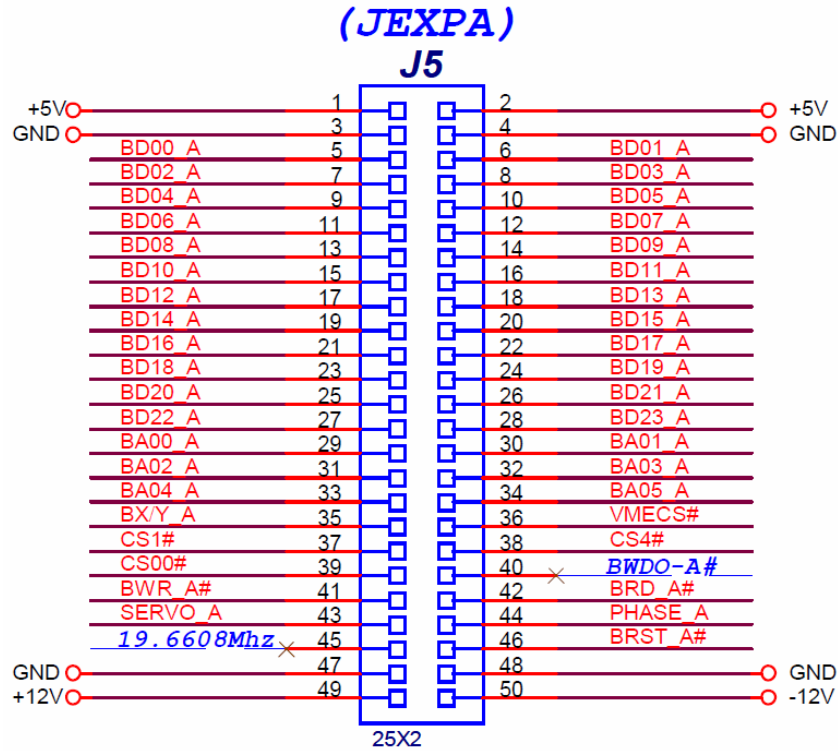 (JEXPA)
J5
+5V 1 2 +5V
GND 3 4 GND
BD00_A 5 6 BD01_A
BD02_A 7 8 BD03_A
BD04_A 9 10 BD05_A
BD06_A 11 12 BD07_A
BD08_A 13 14 BD09_A
BD10_A 15 16 BD11_A
BD12_A 17 18 BD13_A
BD14_A 19 20 BD15_A
BD16_A 21 22 BD17_A
BD18_A 23 24 BD19_A
BD20_A 25 26 BD21_A
BD22_A 27 28 BD23_A
BA00_A 29 30 BA01_A
BA02_A 31 32 BA03_A
BA04_A 33 34 BA05_A
BX/Y_A 35 36 VMECS#
CS1# 37 38 CS4#
CS00# 39 40 BWDO-A#
BWR_A# 41 42 BRD_A#
SERVO_A 43 44 PHASE_A
19.6608Mhz 45 46 BRST_A#
GND 47 48 GND
+12V 49 50 -12V
25X2